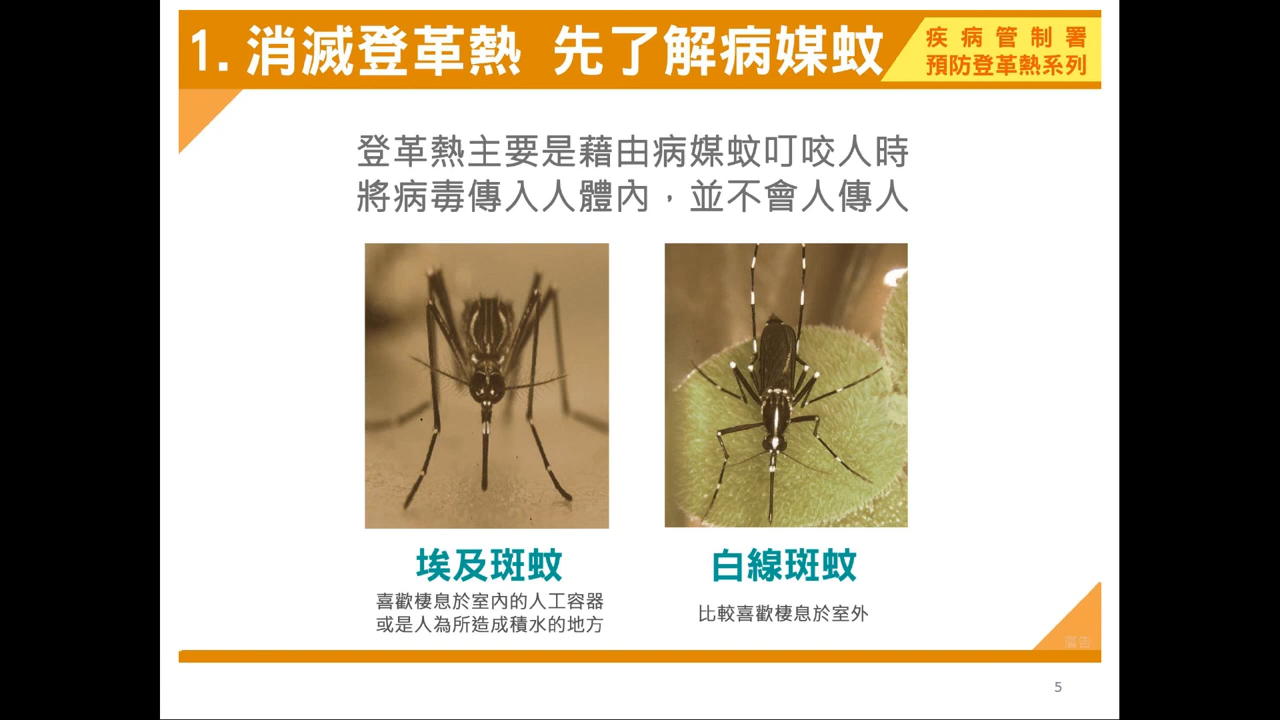 1. 消滅登革熱 先了解病媒蚊
疾病管制署
預防登革熱系列
登革熱主要是藉由病媒蚊叮咬人時
將病毒傳入人體內，並不會人傳人
埃及斑蚊
喜歡棲息於室內的人工容器
或是人為所造成積水的地方
白線斑蚊
比較喜歡棲息於室外
廣告
5